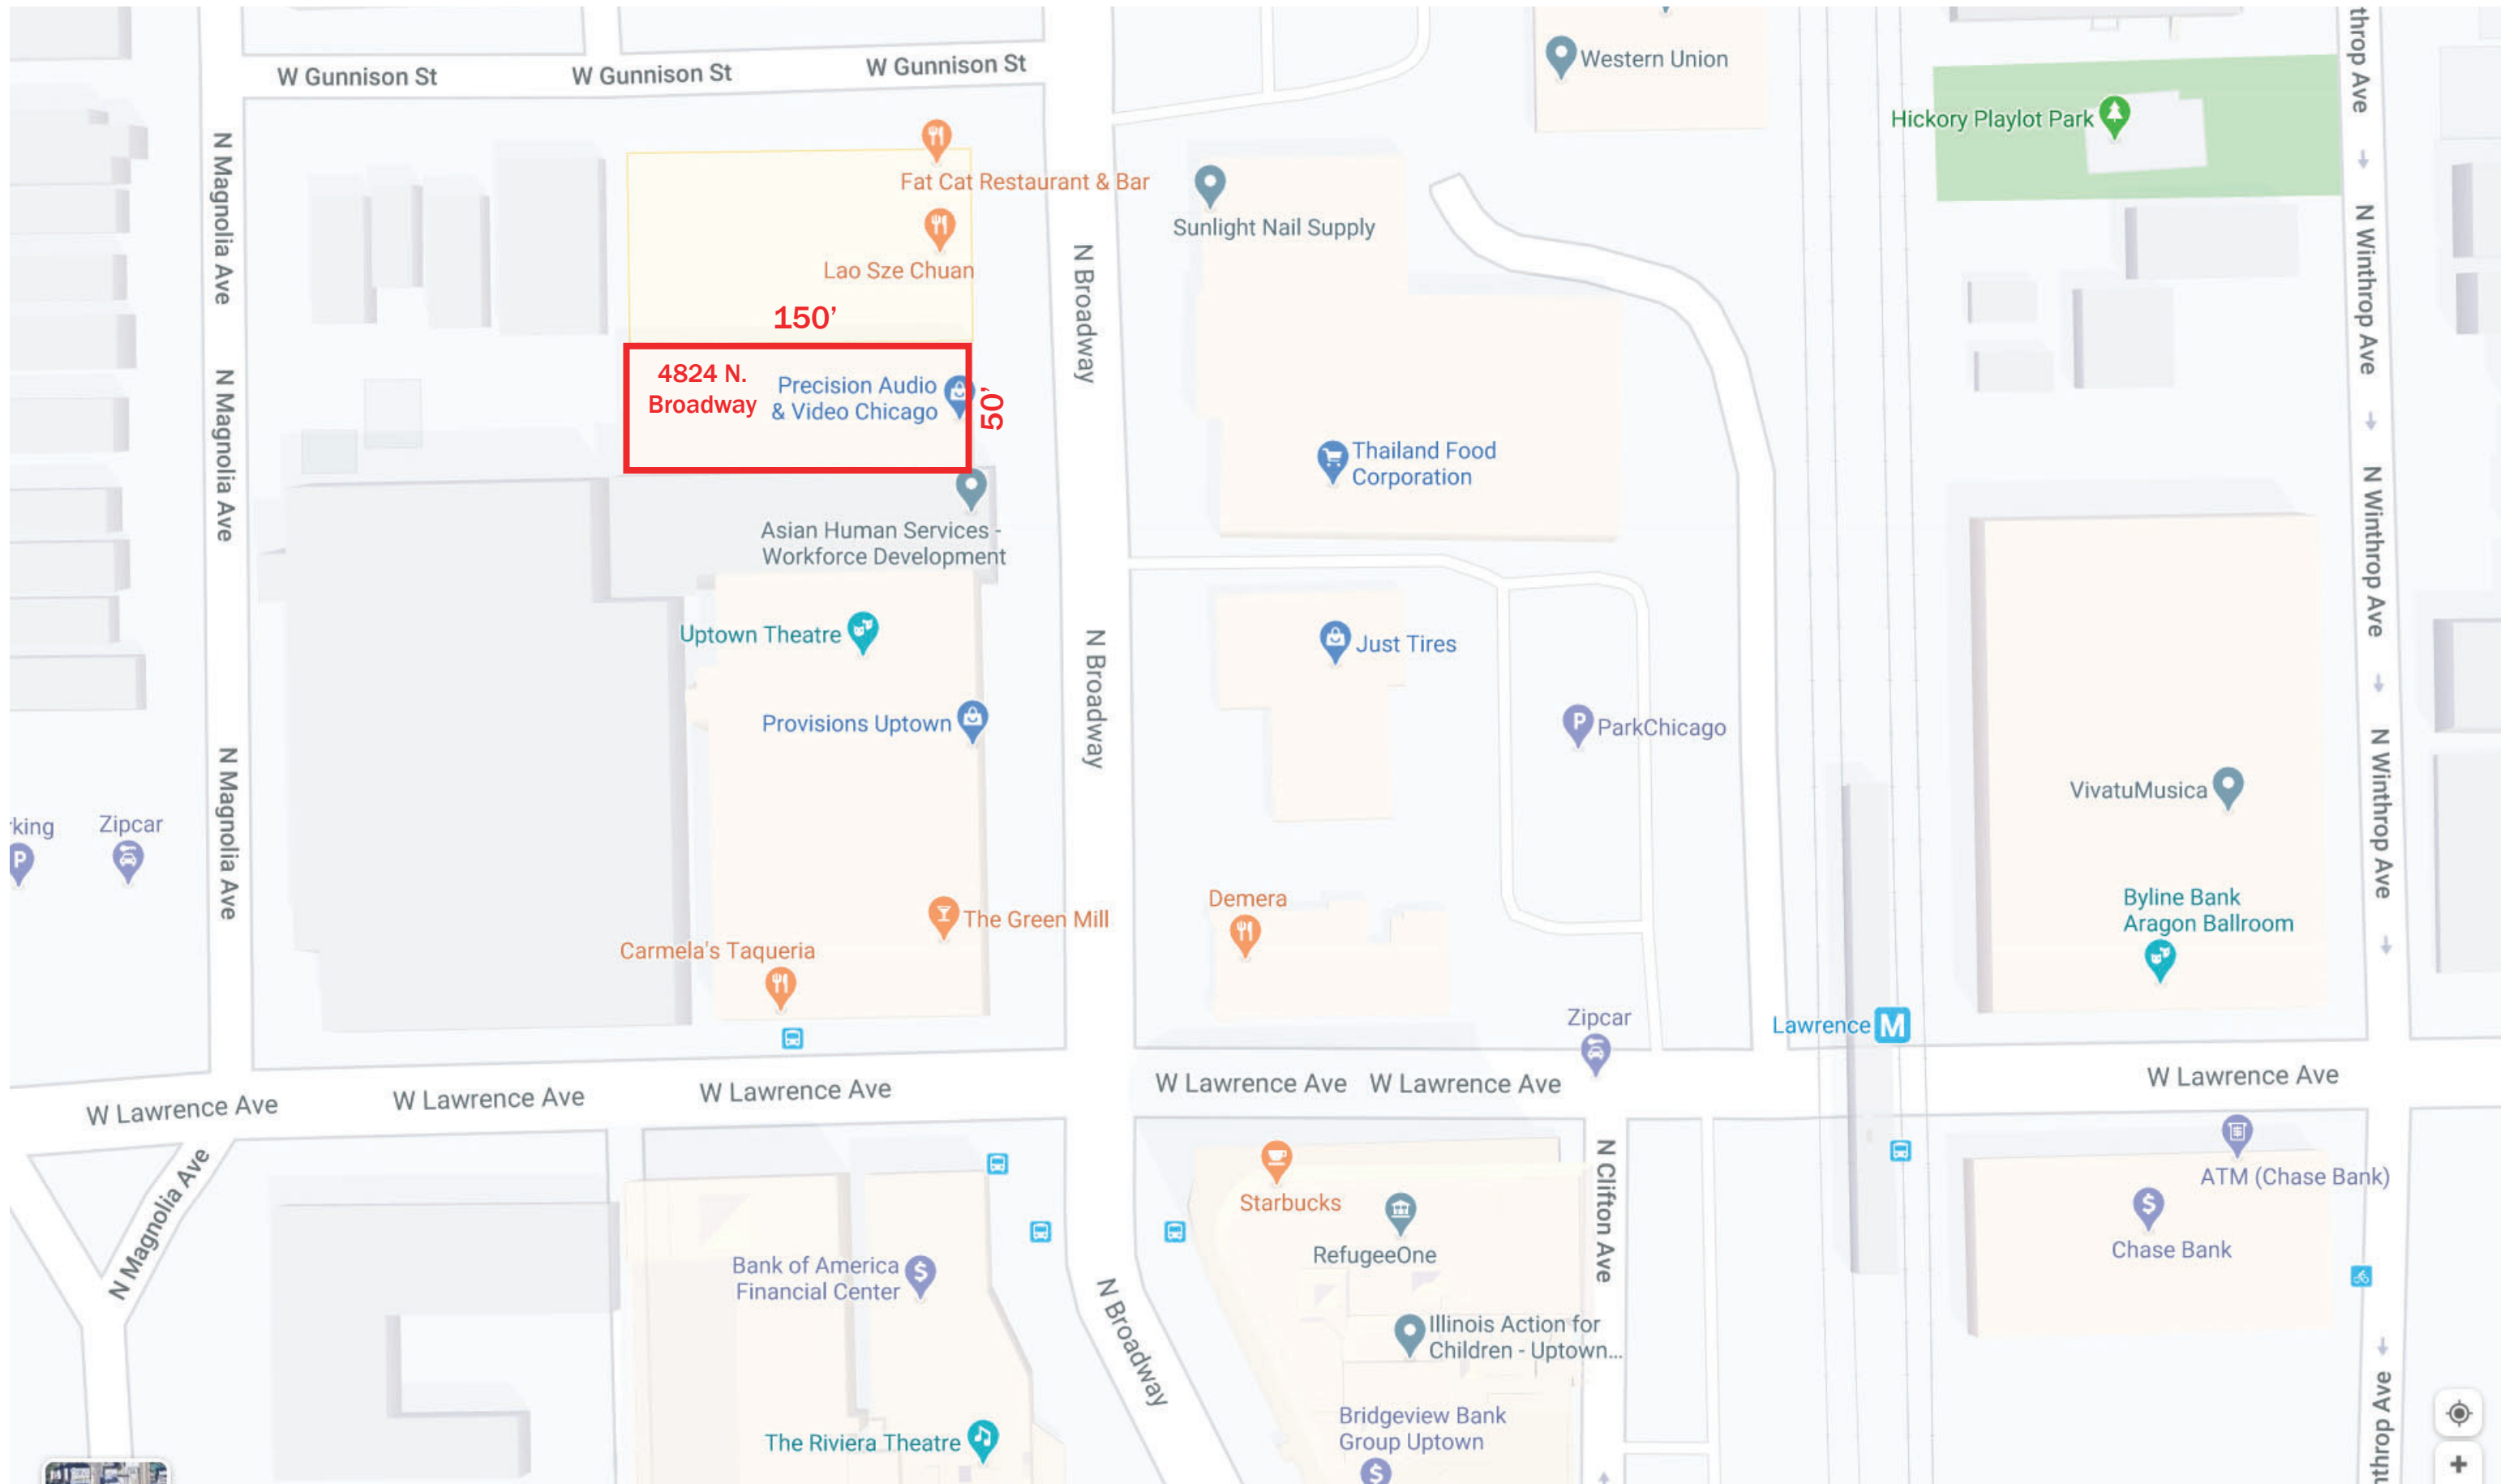 W Gunnison St
W Gunnison St
W Gunnison St
Western Union
throp Ave
Hickory Playlot Park
N Magnolia Ave
Fat Cat Restaurant & Bar
Sunlight Nail Supply
N Winthrop Ave
Lao Sze Chuan
N Broadway
150’
4824 N.
Broadway
Precision Audio
& Video Chicago
50’
N Magnolia Ave
Thailand Food
Corporation
N Winthrop Ave
Asian Human Services -
Workforce Development
Uptown Theatre
N Broadway
Just Tires
Provisions Uptown
P ParkChicago
N Magnolia Ave
N Winthrop Ave
VivatuMusica
rking
P
Zipcar
Demera
Byline Bank
Aragon Ballroom
The Green Mill
Carmela's Taqueria
Zipcar
Lawrence M
W Lawrence Ave
W Lawrence Ave
W Lawrence Ave
W Lawrence Ave
W Lawrence Ave
W Lawrence Ave
N Magnolia Ave
N Clifton Ave
Starbucks
ATM (Chase Bank)
$
RefugeeOne
$
Chase Bank
Bank of America
Financial Center
$
N Broadway
Illinois Action for
Children - Uptown...
throp Ave
Bridgeview Bank
Group Uptown
$
The Riviera Theatre
+